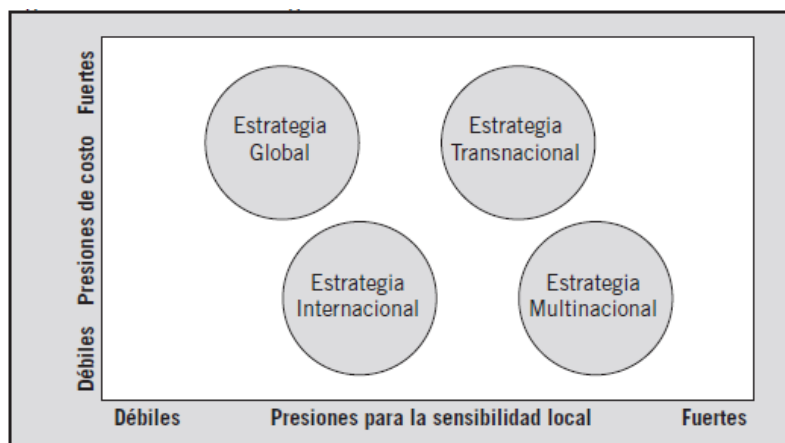 Fuertes
Presiones de costo
Débiles
Estrategia
Global
Estrategia
Transnacional
Estrategia
Internacional
Estrategia
Multinacional
Débiles
Presiones para la sensibilidad local
Fuertes